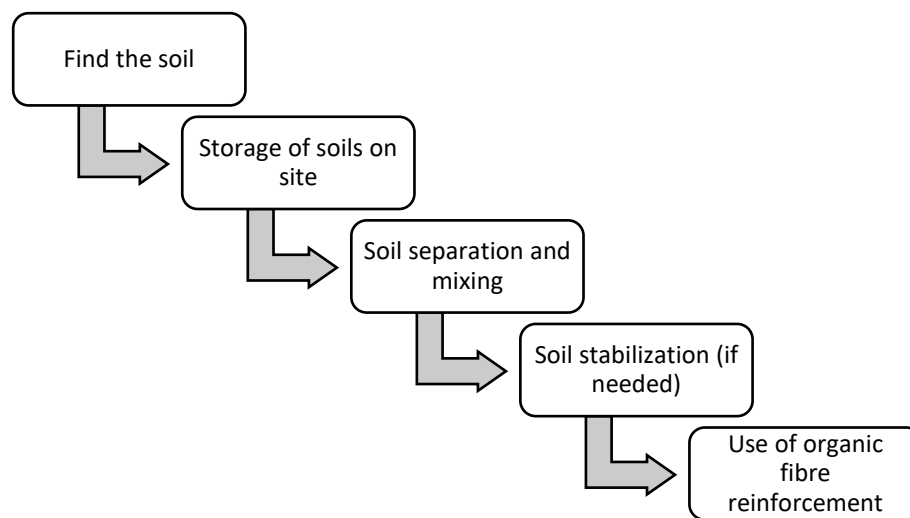 Find the soil
Storage of soils on
site
Soil separation and
mixing
Soil stabilization (if
needed)
Use of organic
fibre
reinforcement